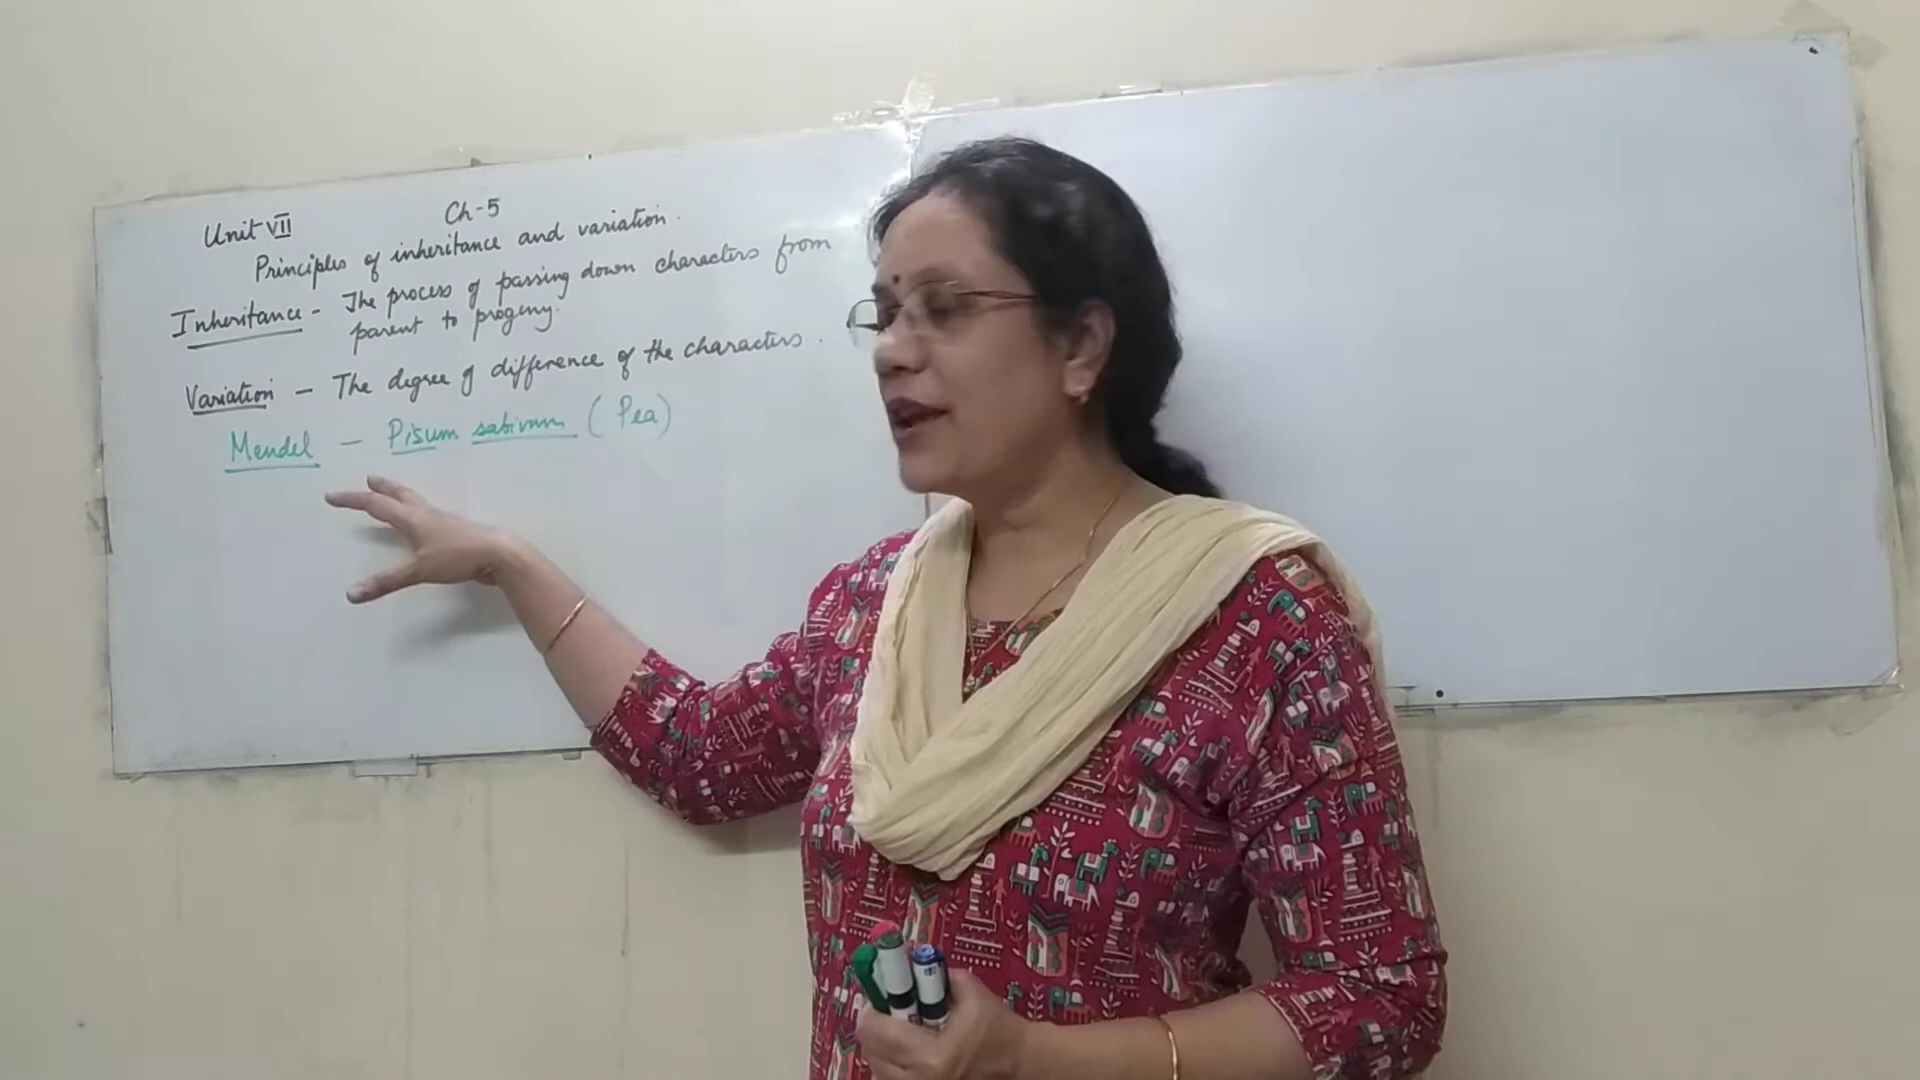 Unit VII Ch-5
Principles of inheritance and variation.
Inheritance - The process of passing down characters from
parent to progeny.
Variation - The degree of difference of the characters.
Mendel - Pisum sativum (Pea)